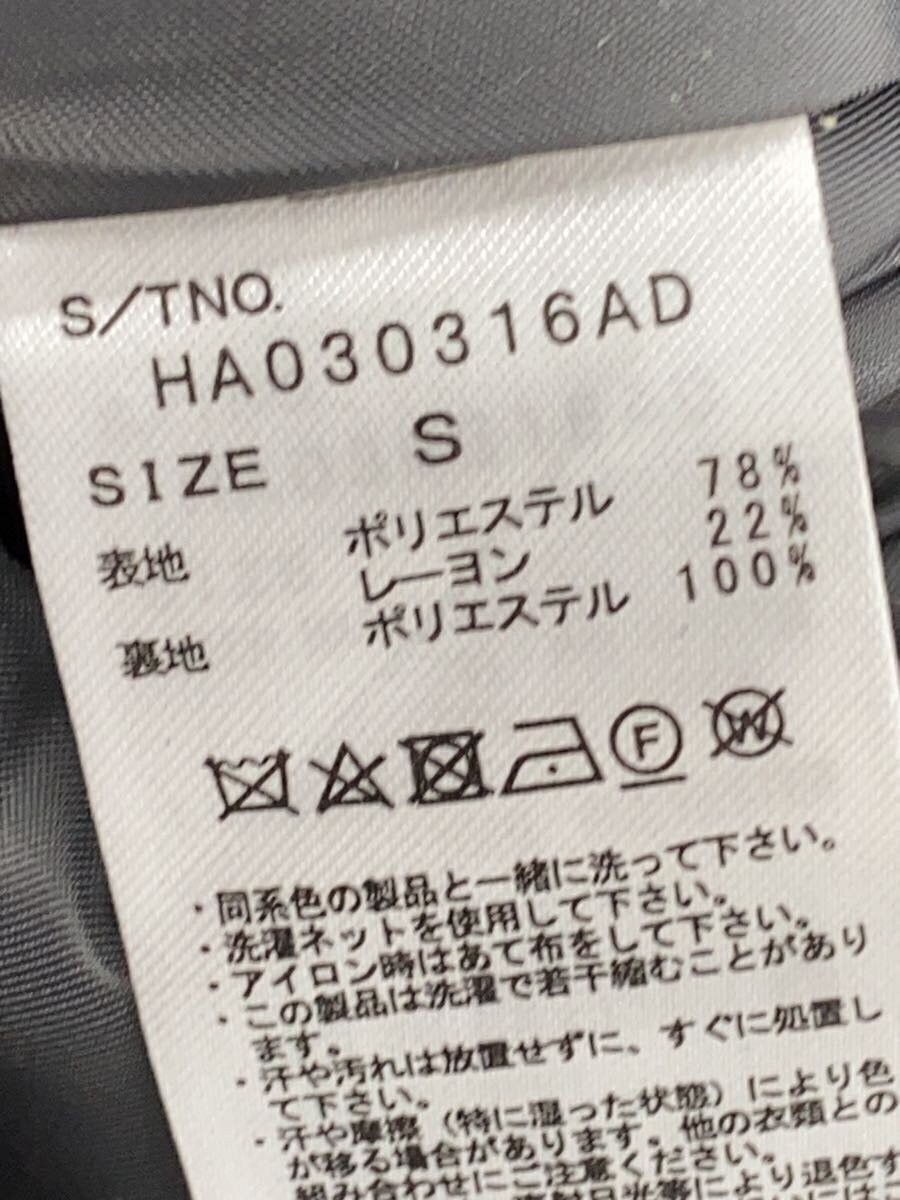 S/TNO.
HA030316AD
SIZE S
表地 ポリエステル 78%
レーヨン 22%
裏地 ポリエステル 100%
F W
・同系色の製品と一緒に洗って下さい。
・洗濯ネットを使用して下さい。
・アイロン時はあて布をして下さい。
・この製品は洗濯で若干縮むことがあり
ます。
・汗や汚れは放置せずに、すぐに処置し
て下さい。
・汗や摩擦（特に湿った状態）により色
が移る場合があります。他の衣類との
組み合わせにご注意ください。
により退色す